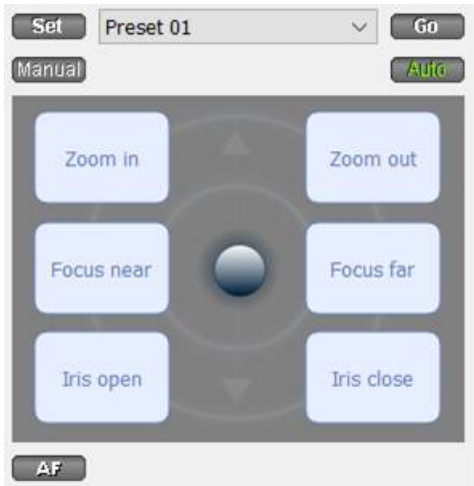 Set Preset 01 Go
Manual Auto
Zoom in Zoom out
Focus near Focus far
Iris open Iris close
AF